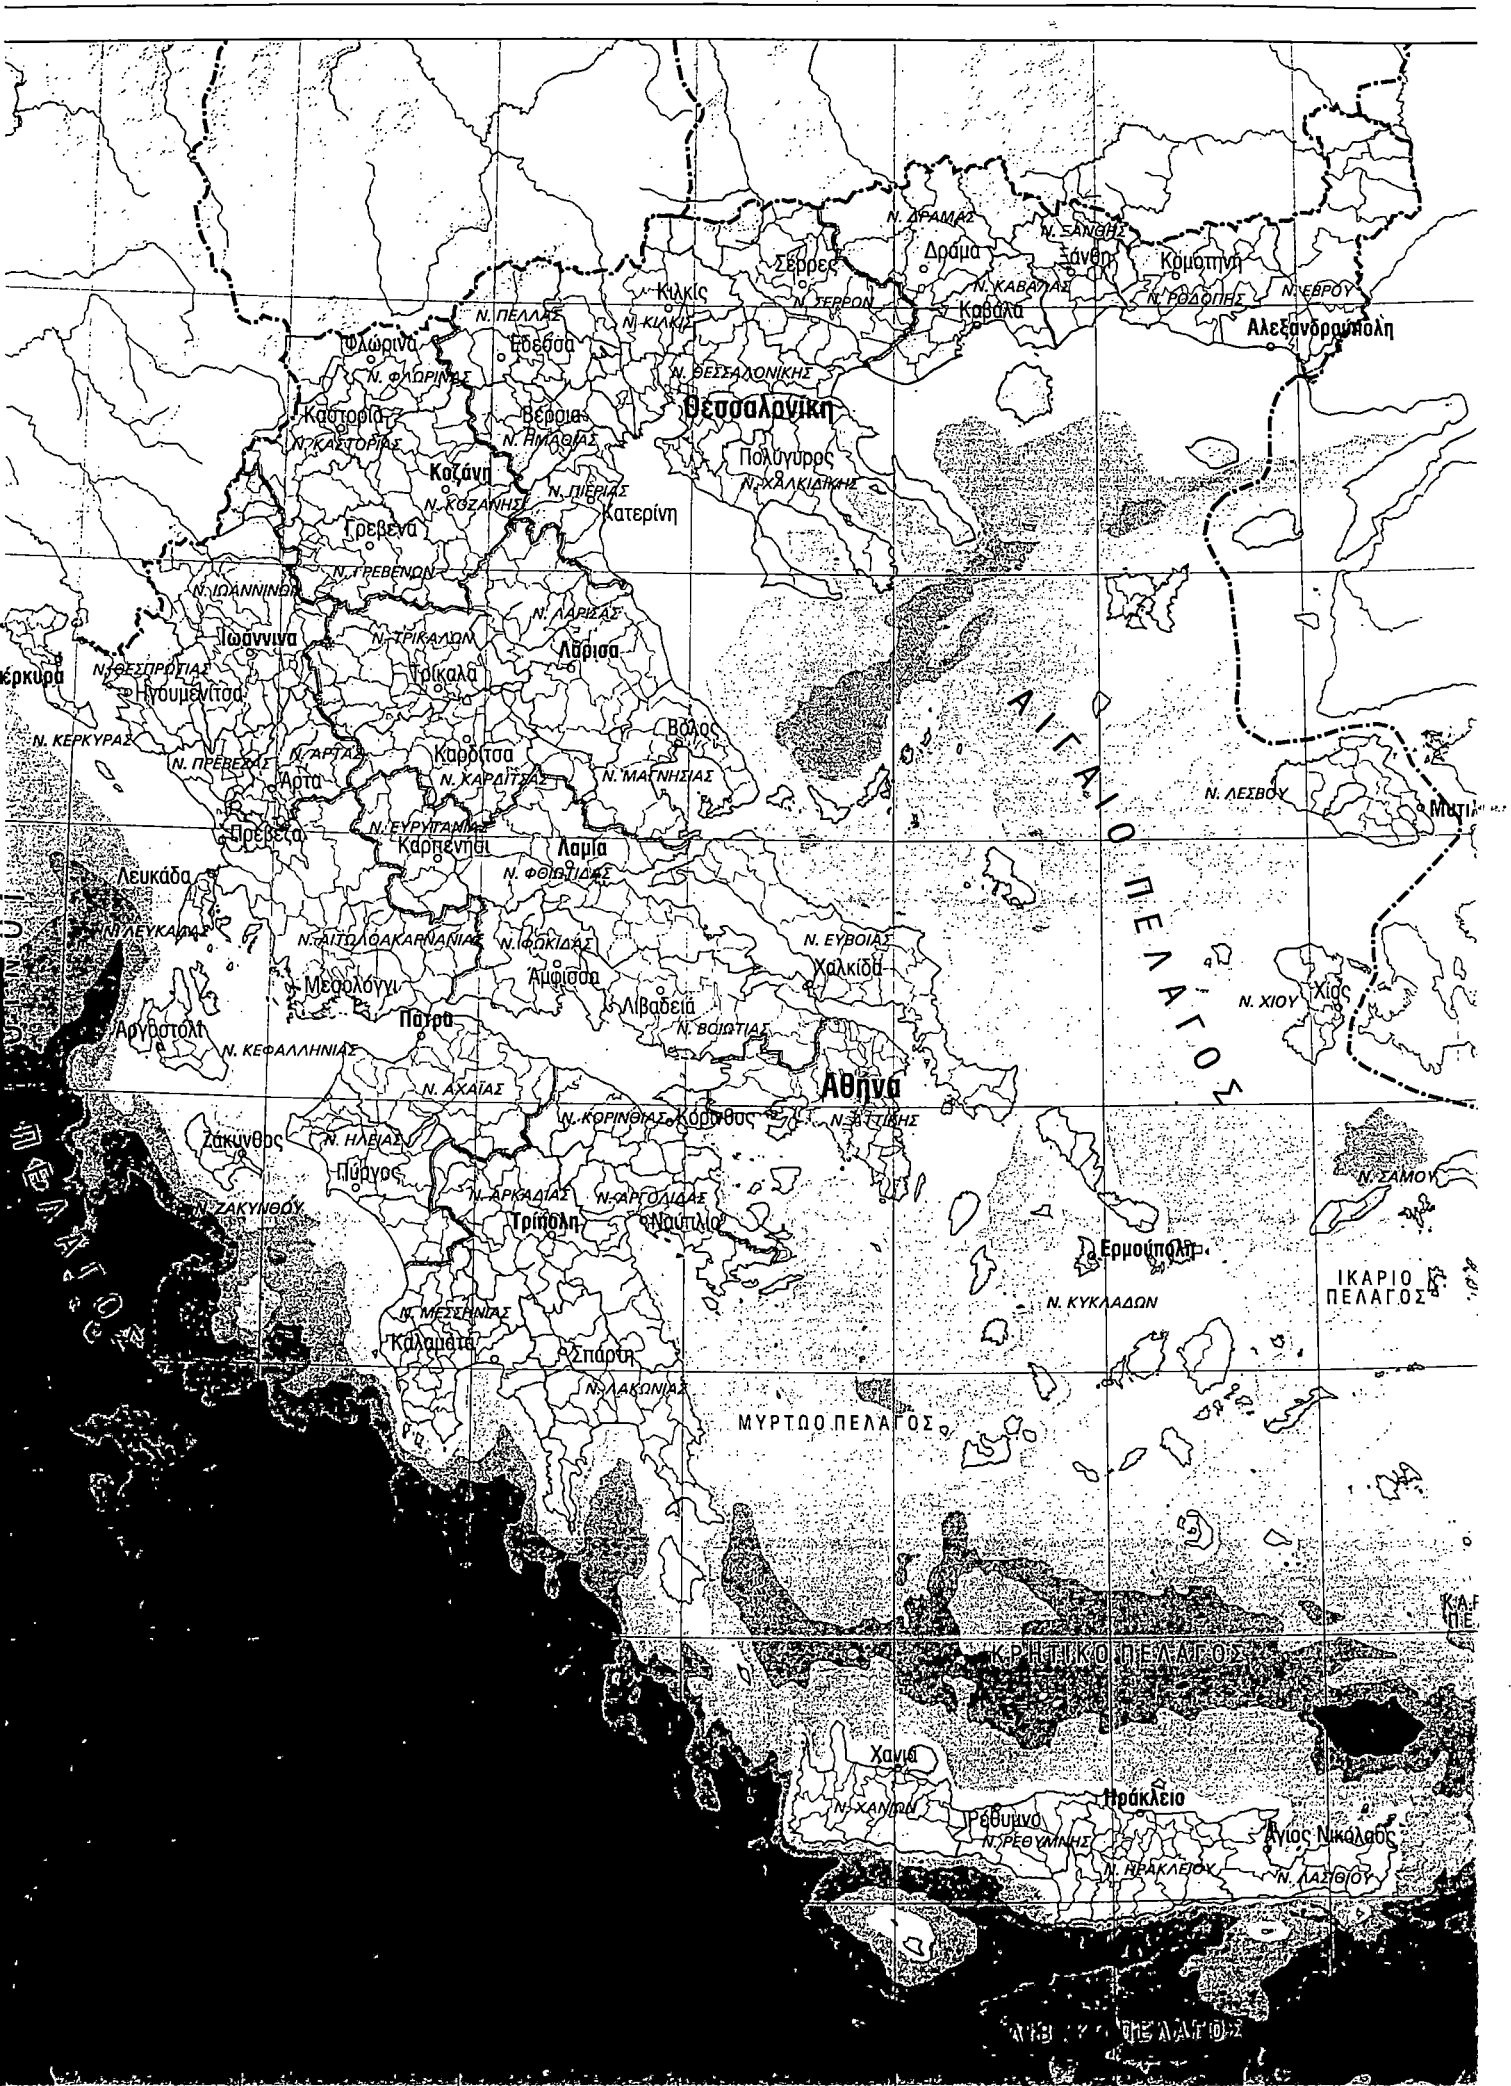 Ν. ΔΡΑΜΑΣ
Ν. ΞΑΝΘΗΣ
Δράμα
Ξάνθη
Κομοτηνή
Σέρρες
Κιλκίς
Ν. ΣΕΡΡΩΝ
Ν. ΚΑΒΑΛΑΣ
Ν. ΡΟΔΟΠΗΣ
Ν. ΕΒΡΟΥ
Ν. ΠΕΛΛΑΣ
Ν. ΚΙΛΚΙΣ
Καβάλα
Αλεξανδρούπολη
Φλώρινα
Έδεσσα
Ν. ΦΛΩΡΙΝΑΣ
Ν. ΘΕΣΣΑΛΟΝΙΚΗΣ
Θεσσαλονίκη
Καστοριά
Βέροια
Ν. ΚΑΣΤΟΡΙΑΣ
Ν. ΗΜΑΘΙΑΣ
Πολύγυρος
Κοζάνη
Ν. ΧΑΛΚΙΔΙΚΗΣ
Ν. ΠΙΕΡΙΑΣ
Ν. ΚΟΖΑΝΗΣ
Κατερίνη
Γρεβενά
Ν. ΓΡΕΒΕΝΩΝ
Ν. ΙΩΑΝΝΙΝΩΝ
Ν. ΛΑΡΙΣΑΣ
Ιωάννινα
Ν. ΤΡΙΚΑΛΩΝ
Λάρισα
έρκυρα
Ν. ΘΕΣΠΡΩΤΙΑΣ
Ηγουμενίτσα
Τρίκαλα
Ν. ΚΕΡΚΥΡΑΣ
Βόλος
Ν. ΠΡΕΒΕΖΑΣ
Ν. ΑΡΤΑΣ
Καρδίτσα
Άρτα
Ν. ΚΑΡΔΙΤΣΑΣ
Ν. ΜΑΓΝΗΣΙΑΣ
ΑΙΓΑΙΟ ΠΕΛΑΓΟΣ
Ν. ΛΕΣΒΟΥ
Μυτιλ
Πρέβεζα
Ν. ΕΥΡΥΤΑΝΙΑΣ
Καρπενήσι
Λαμία
Ν. ΦΘΙΩΤΙΔΑΣ
Λευκάδα
Ν. ΛΕΥΚΑΔΑΣ
Ν. ΑΙΤΩΛΟΑΚΑΡΝΑΝΙΑΣ
Ν. ΦΩΚΙΔΑΣ
Ν. ΕΥΒΟΙΑΣ
Χαλκίδα
Μεσολόγγι
Άμφισσα
Λιβαδειά
Ν. ΧΙΟΥ
Χίος
Αργοστόλι
Πάτρα
Ν. ΒΟΙΩΤΙΑΣ
Ν. ΚΕΦΑΛΛΗΝΙΑΣ
Ν. ΑΧΑΪΑΣ
Αθήνα
Ν. ΚΟΡΙΝΘΙΑΣ
Κόρινθος
Ν. ΑΤΤΙΚΗΣ
Ζάκυνθος
Ν. ΗΛΕΙΑΣ
Πύργος
Ν. ΣΑΜΟΥ
Ν. ΖΑΚΥΝΘΟΥ
Ν. ΑΡΚΑΔΙΑΣ
Ν. ΑΡΓΟΛΙΔΑΣ
Τρίπολη
Ναύπλιο
Ερμούπολη
ΠΕΛΑΓΟΣ
ΙΚΑΡΙΟ
ΠΕΛΑΓΟΣ
Ν. ΚΥΚΛΑΔΩΝ
Ν. ΜΕΣΣΗΝΙΑΣ
Καλαμάτα
Σπάρτη
Ν. ΛΑΚΩΝΙΑΣ
ΜΥΡΤΩΟ ΠΕΛΑΓΟΣ
ΚΑΡ
ΠΕ
ΚΡΗΤΙΚΟ ΠΕΛΑΓΟΣ
Χανιά
Ν. ΧΑΝΙΩΝ
Ηράκλειο
Ρέθυμνο
Ν. ΡΕΘΥΜΝΗΣ
Άγιος Νικόλαος
Ν. ΗΡΑΚΛΕΙΟΥ
Ν. ΛΑΣΙΘΙΟΥ
ΠΕΛΑΓΟΣ